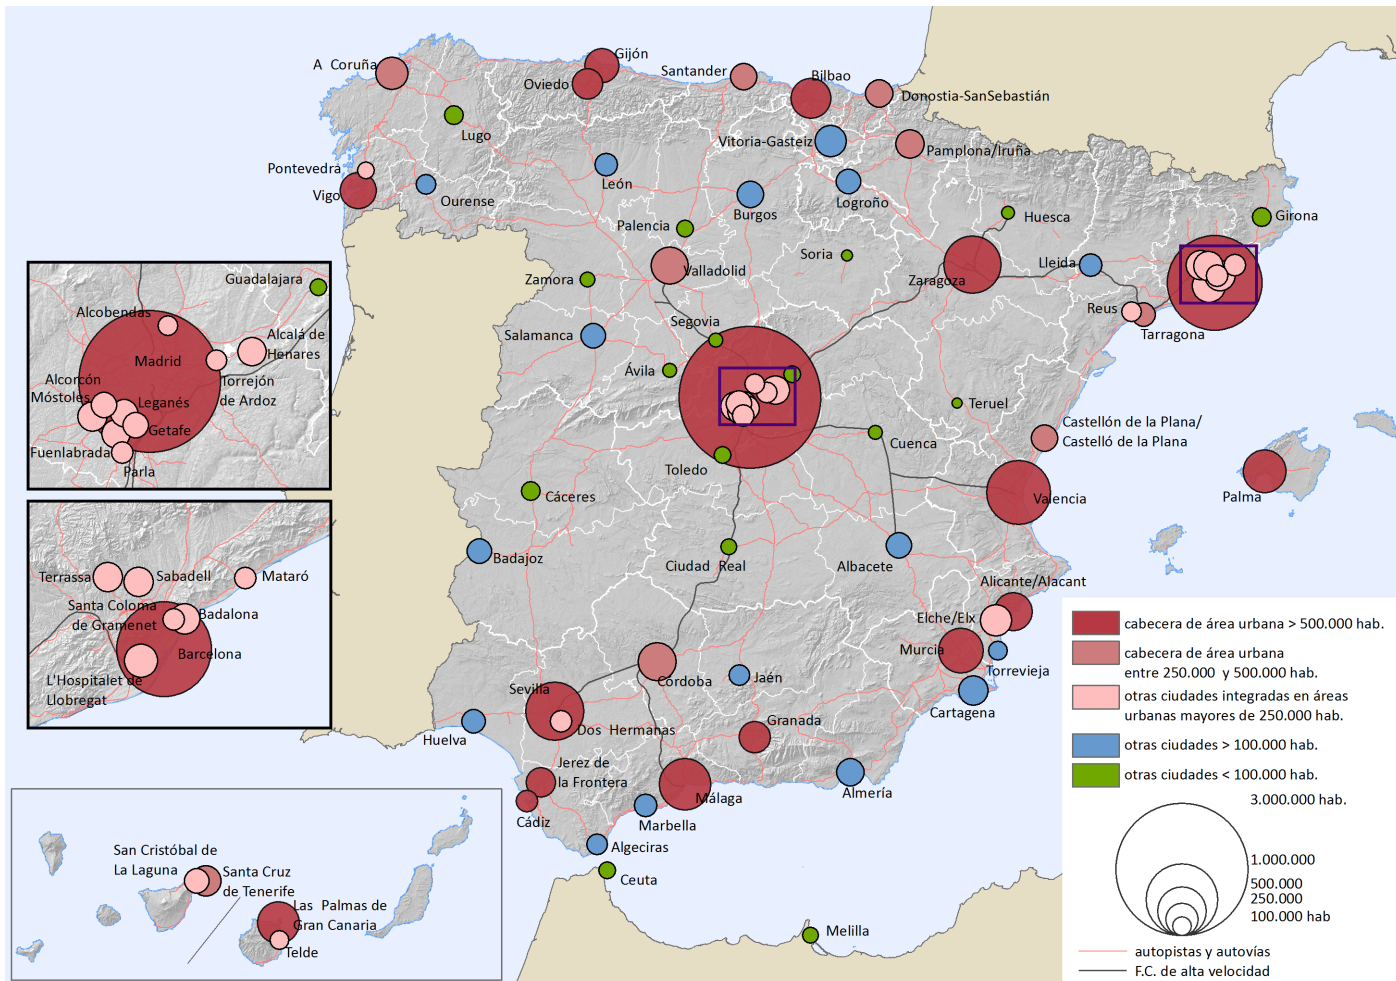 A Coruña
Gijón
Oviedo
Santander
Bilbao
Donostia-SanSebastián
Lugo
Vitoria-Gasteiz
Pamplona/Iruña
Pontevedra
Vigo
Ourense
León
Burgos
Logroño
Palencia
Huesca
Girona
Soria
Valladolid
Zaragoza
Lleida
Zamora
Reus
Tarragona
Segovia
Salamanca
Ávila
Teruel
Castellón de la Plana/
Castelló de la Plana
Cuenca
Toledo
Cáceres
Valencia
Palma
Badajoz
Ciudad Real
Albacete
Alicante/Alacant
Elche/Elx
Murcia
Torrevieja
Cartagena
Córdoba
Jaén
Sevilla
Dos Hermanas
Granada
Huelva
Jerez de
la Frontera
Cádiz
Málaga
Almería
Marbella
Algeciras
Ceuta
Melilla
Guadalajara
Alcobendas
Madrid
Alcalá de
Henares
Torrejón
de Ardoz
Alcorcón
Móstoles
Leganés
Getafe
Fuenlabrada
Parla
Terrassa
Sabadell
Mataró
Santa Coloma
de Gramenet
Badalona
Barcelona
L'Hospitalet de
Llobregat
San Cristóbal de
La Laguna
Santa Cruz
de Tenerife
Las Palmas de
Gran Canaria
Telde
cabecera de área urbana > 500.000 hab.
cabecera de área urbana
entre 250.000 y 500.000 hab.
otras ciudades integradas en áreas
urbanas mayores de 250.000 hab.
otras ciudades > 100.000 hab.
otras ciudades < 100.000 hab.
3.000.000 hab.
1.000.000
500.000
250.000
100.000 hab
autopistas y autovías
F.C. de alta velocidad